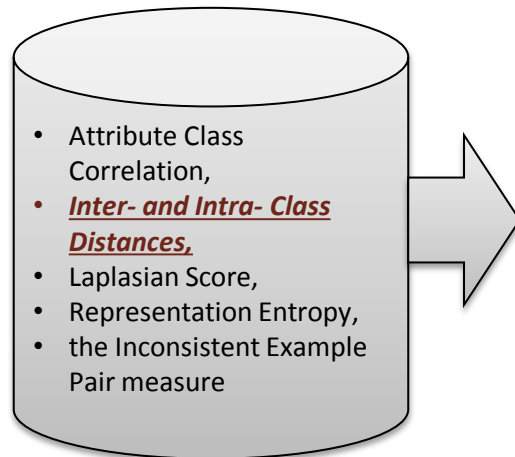 • Attribute Class
Correlation,
• Inter- and Intra- Class
Distances,
• Laplasian Score,
• Representation Entropy,
• the Inconsistent Example
Pair measure